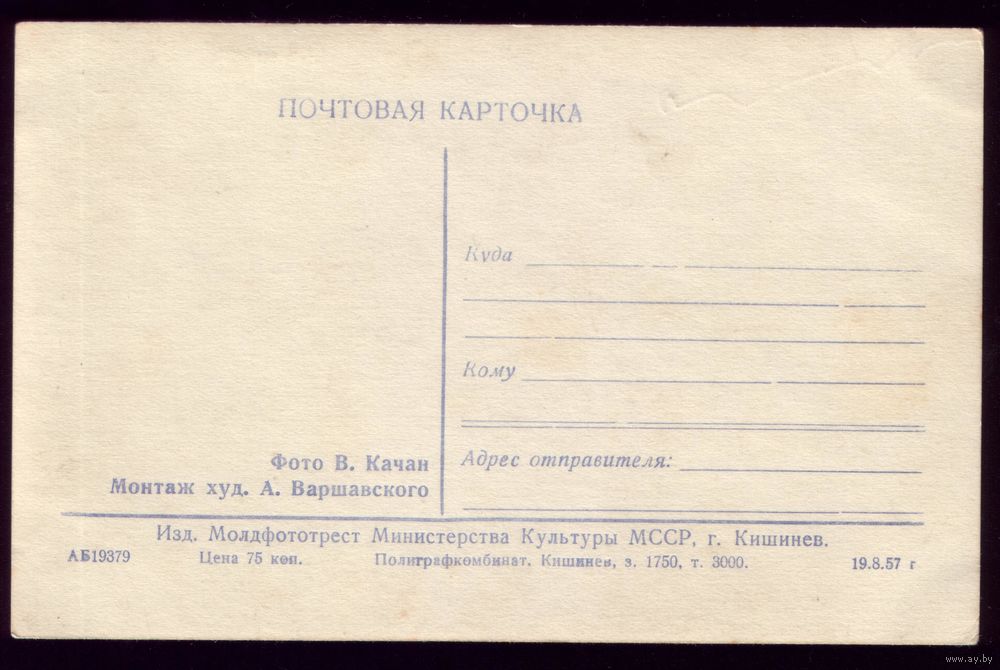 ПОЧТОВАЯ КАРТОЧКА
Куда
Кому
Адрес отправителя:
Фото В. Качан
Монтаж худ. А. Варшавского
Изд. Молдфототрест Министерства Культуры МССР, г. Кишинев.
АБ19379 Цена 75 коп. Полиграфкомбинат. Кишинев, з. 1750, т. 3000. 19.8.57 г
www.ay.by